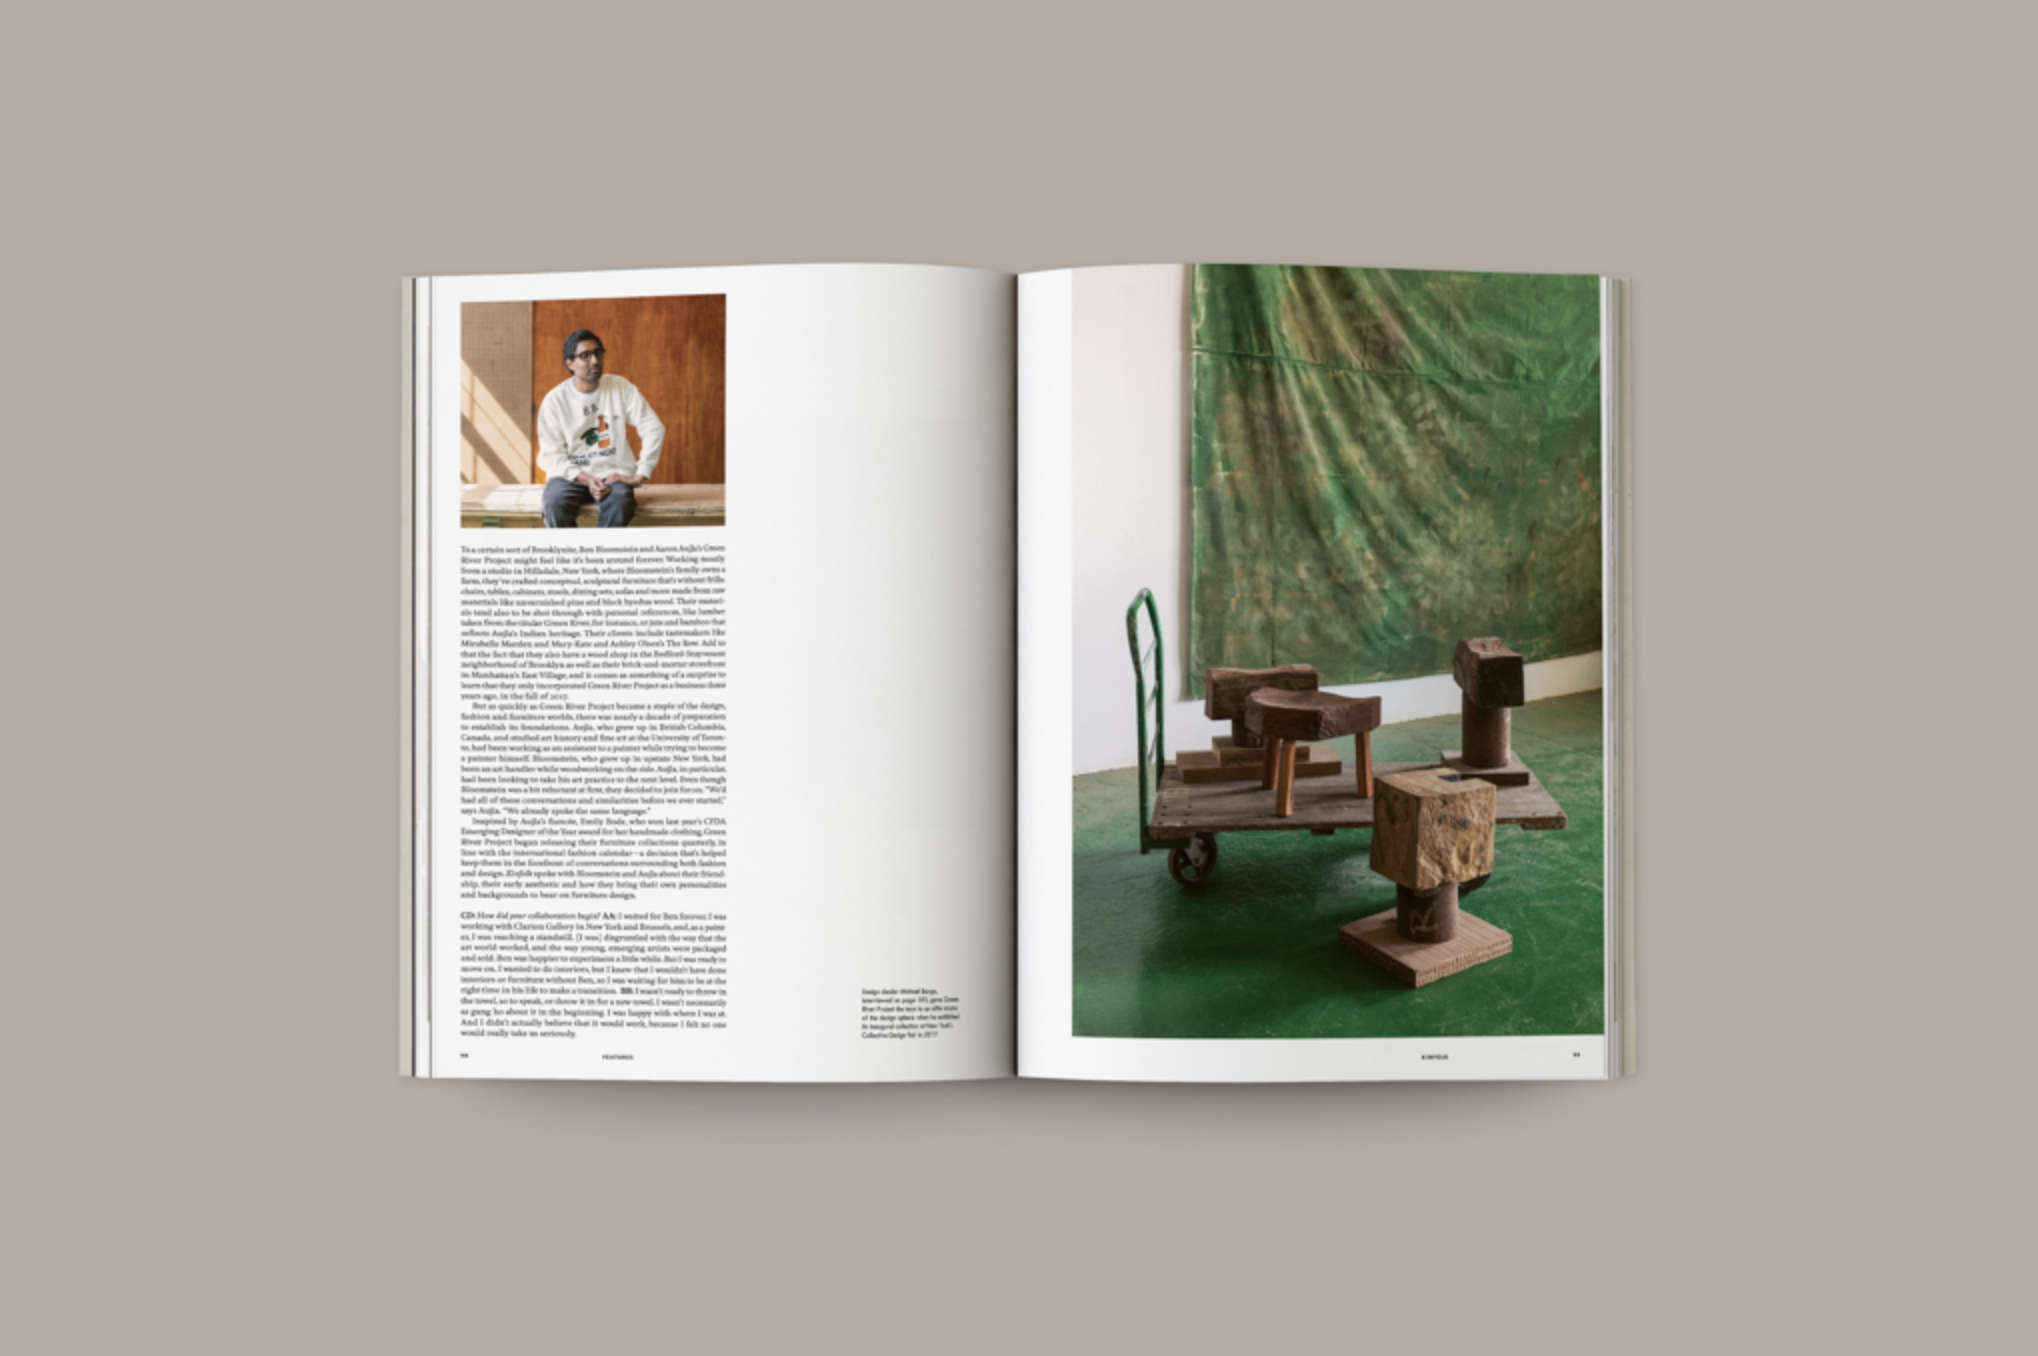 To a certain sort of Brooklynite, Ben Bloomstein and Aaron Aujla's Green
River Project might feel like it's been around forever. Working mostly
from a studio in Hillsdale, New York, where Bloomstein's family owns a
farm, they've crafted conceptual, sculptural furniture that's without frills:
chairs, tables, cabinets, stools, dining sets, sofas and more made from raw
materials like unvarnished pine and black byedue wood. Their materi-
als tend also to be shot through with personal references, like lumber
taken from the titular Green River, for instance, or jute and bamboo that
reflects Aujla's Indian heritage. Their clients include tastemakers like
Mirabelle Marden and Mary-Kate and Ashley Olsen's The Row. Add to
that the fact that they also have a wood shop in the Bedford-Stuyvesant
neighborhood of Brooklyn as well as their brick-and-mortar storefront
in Manhattan's East Village, and it comes as something of a surprise to
learn that they only incorporated Green River Project as a business three
years ago, in the fall of 2017.
But as quickly as Green River Project became a staple of the design,
fashion and furniture worlds, there was nearly a decade of preparation
to establish its foundations. Aujla, who grew up in British Columbia,
Canada, and studied art history and fine art at the University of Toron-
to, had been working as an assistant to a painter while trying to become
a painter himself. Bloomstein, who grew up in upstate New York, had
been an art handler while woodworking on the side. Aujla, in particular,
had been looking to take his art practice to the next level. Even though
Bloomstein was a bit reluctant at first, they decided to join forces. "We'd
had all of these conversations and similarities before we ever started,"
says Aujla. "We already spoke the same language."
Inspired by Aujla's fiancée, Emily Bode, who won last year's CFDA
Emerging Designer of the Year award for her handmade clothing, Green
River Project began releasing their furniture collections quarterly, in
line with the international fashion calendar—a decision that's helped
keep them in the forefront of conversations surrounding both fashion
and design. Kinfolk spoke with Bloomstein and Aujla about their friend-
ship, their early aesthetic and how they bring their own personalities
and backgrounds to bear on furniture design.
CD: How did your collaboration begin? AA: I waited for Ben forever. I was
working with Clarion Gallery in New York and Brussels, and, as a paint-
er, I was reaching a standstill. [I was] disgruntled with the way that the
art world worked, and the way young, emerging artists were packaged
and sold. Ben was happier to experiment a little while. But I was ready to
move on. I wanted to do interiors, but I knew that I wouldn't have done
interiors or furniture without Ben, so I was waiting for him to be at the
right time in his life to make a transition. BB: I wasn't ready to throw in
the towel, so to speak, or throw it in for a new towel. I wasn't necessarily
as gung ho about it in the beginning. I was happy with where I was at.
And I didn't actually believe that it would work, because I felt no one
would really take us seriously.
FEATURES
Design dealer Michael Bargo,
interviewed on page gave Green
River Project the keys to an elite strata
of the design sphere when he exhibited
its inaugural collection at New York's
Collective Design fair in 2017.
KINFOLK